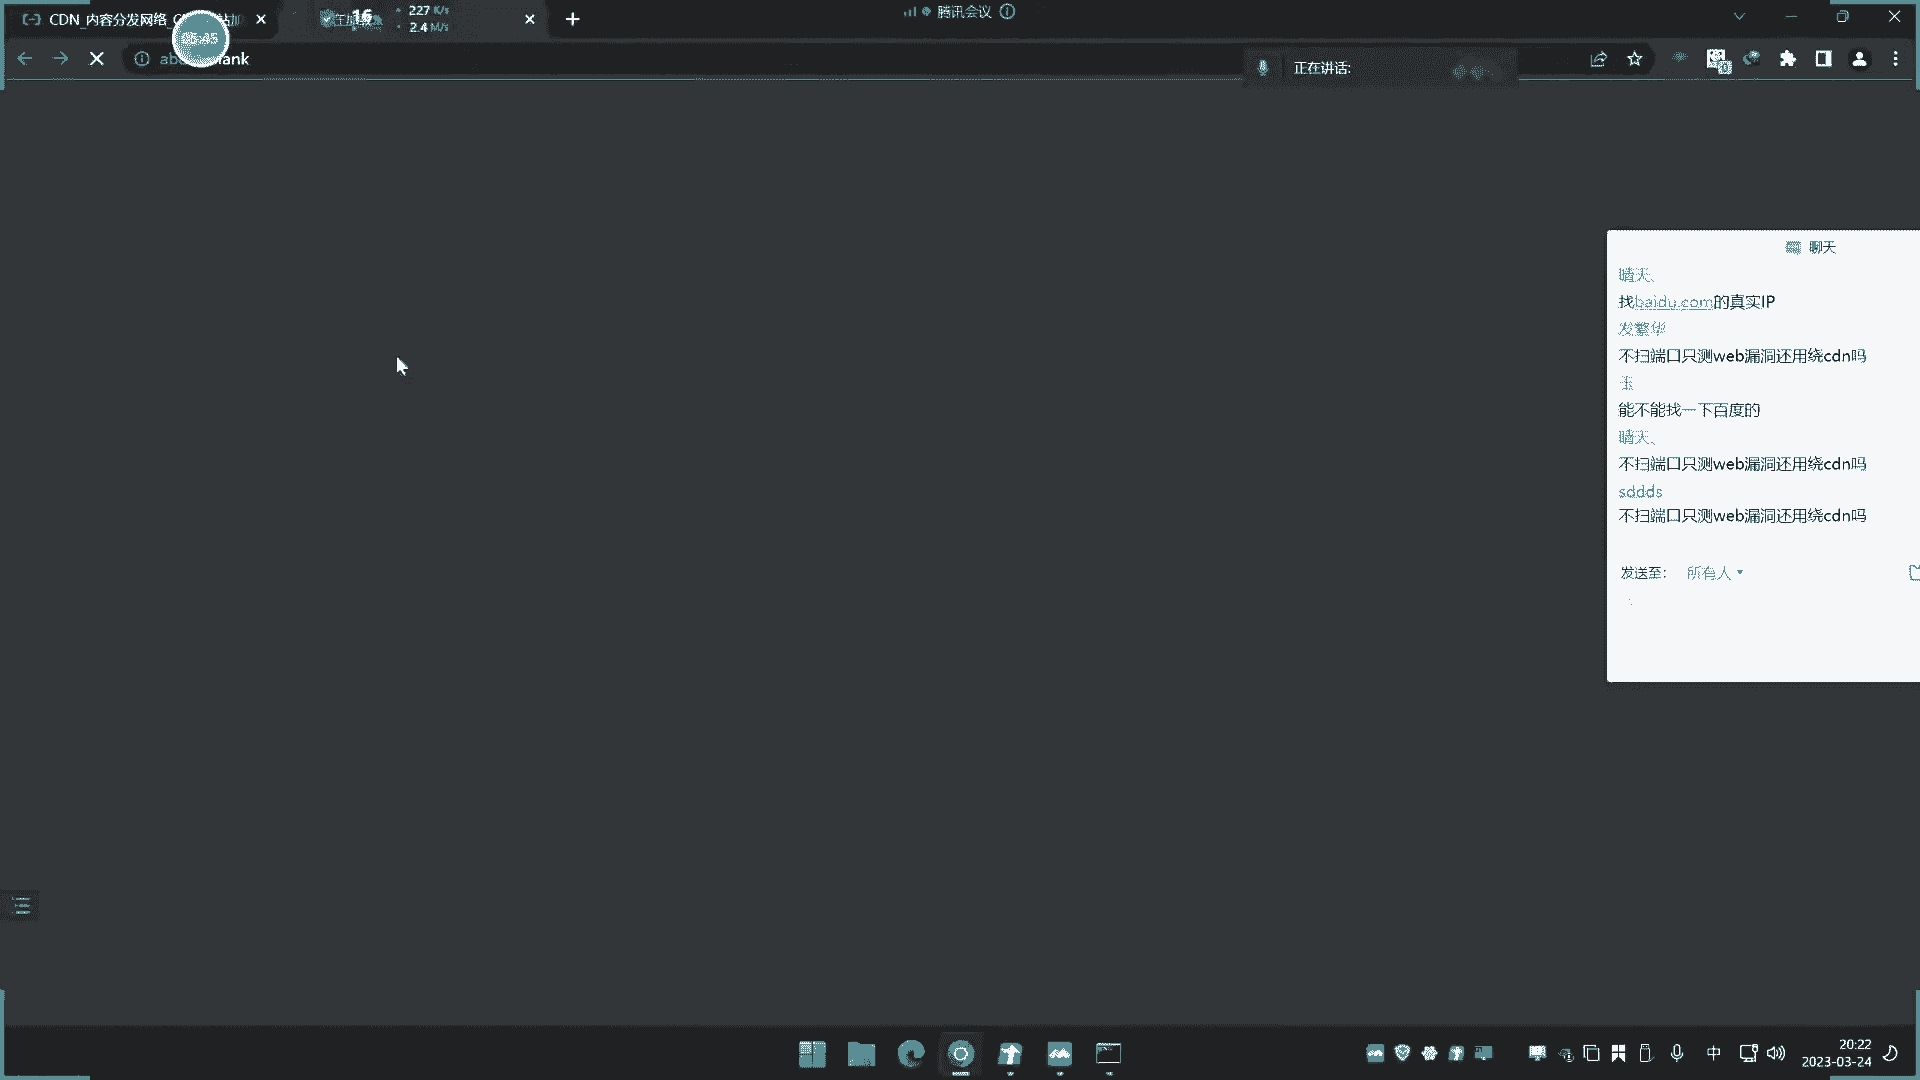 CDN_内容分发网络_C
227 K/s
2.4 M/s
16
腾讯会议
正在讲话:
聊天
晴天、
找baidu.com的真实IP
发繁华
不扫端口只测web漏洞还用绕cdn吗
玉
能不能找一下百度的
晴天、
不扫端口只测web漏洞还用绕cdn吗
sddds
不扫端口只测web漏洞还用绕cdn吗
发送至:
所有人
中
20:22
2023-03-24